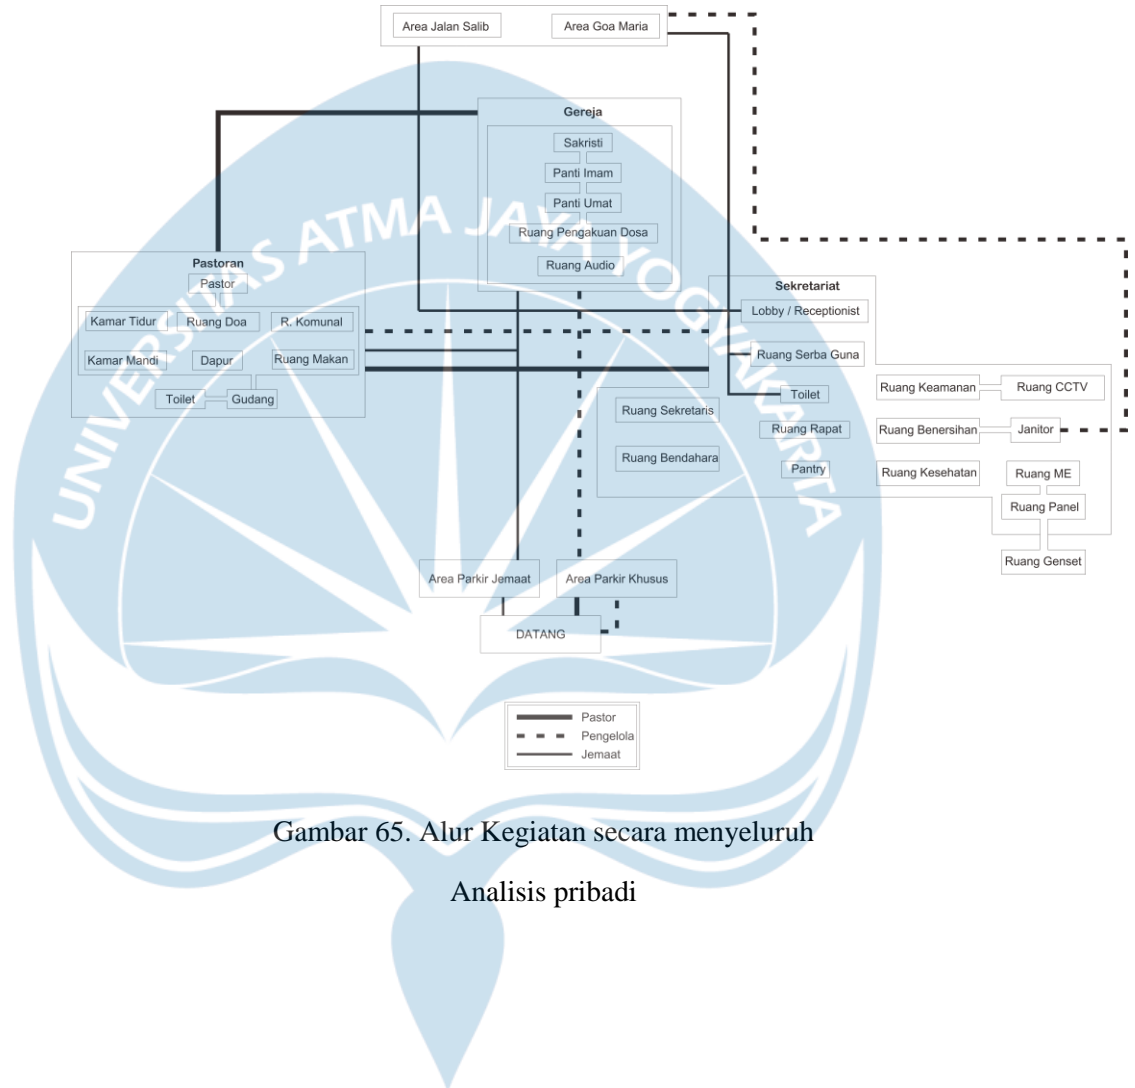 Area Jalan Salib
Area Goa Maria
Gereja
Sakristi
Panti Imam
Panti Umat
Ruang Pengakuan Dosa
Ruang Audio
Pastoran
Pastor
Kamar Tidur
Ruang Doa
R. Komunal
Kamar Mandi
Dapur
Ruang Makan
Toilet
Gudang
Sekretariat
Lobby / Receptionist
Ruang Serba Guna
Toilet
Ruang Sekretaris
Ruang Rapat
Ruang Bendahara
Pantry
Ruang Keamanan
Ruang CCTV
Ruang Benersihan
Janitor
Ruang Kesehatan
Ruang ME
Ruang Panel
Ruang Genset
Area Parkir Jemaat
Area Parkir Khusus
DATANG
Pastor
Pengelola
Jemaat
UNIVERSITAS ATMA JAYA YOGYAKARTA
Gambar 65. Alur Kegiatan secara menyeluruh
Analisis pribadi